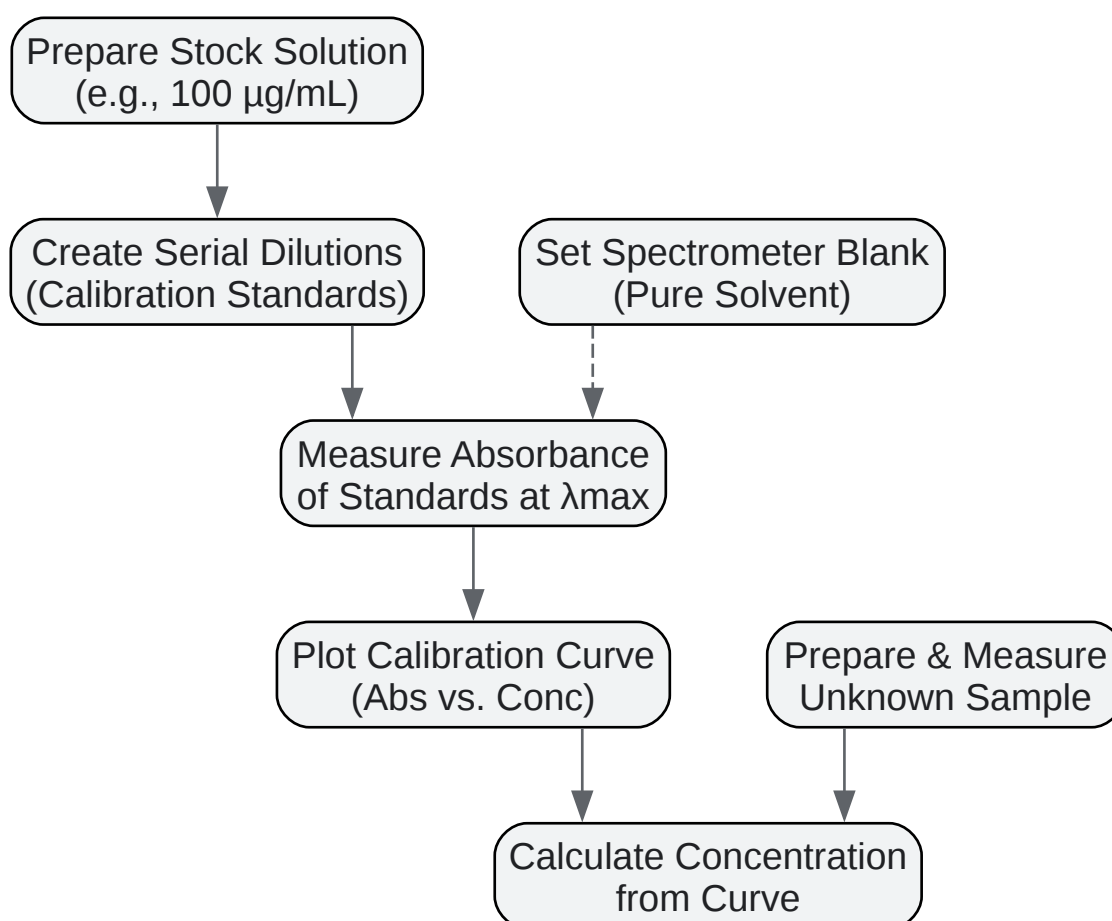 Prepare Stock Solution
(e.g., 100 µg/mL)
Create Serial Dilutions
(Calibration Standards)
Set Spectrometer Blank
(Pure Solvent)
Measure Absorbance
of Standards at λmax
Plot Calibration Curve
(Abs vs. Conc)
Prepare & Measure
Unknown Sample
Calculate Concentration
from Curve